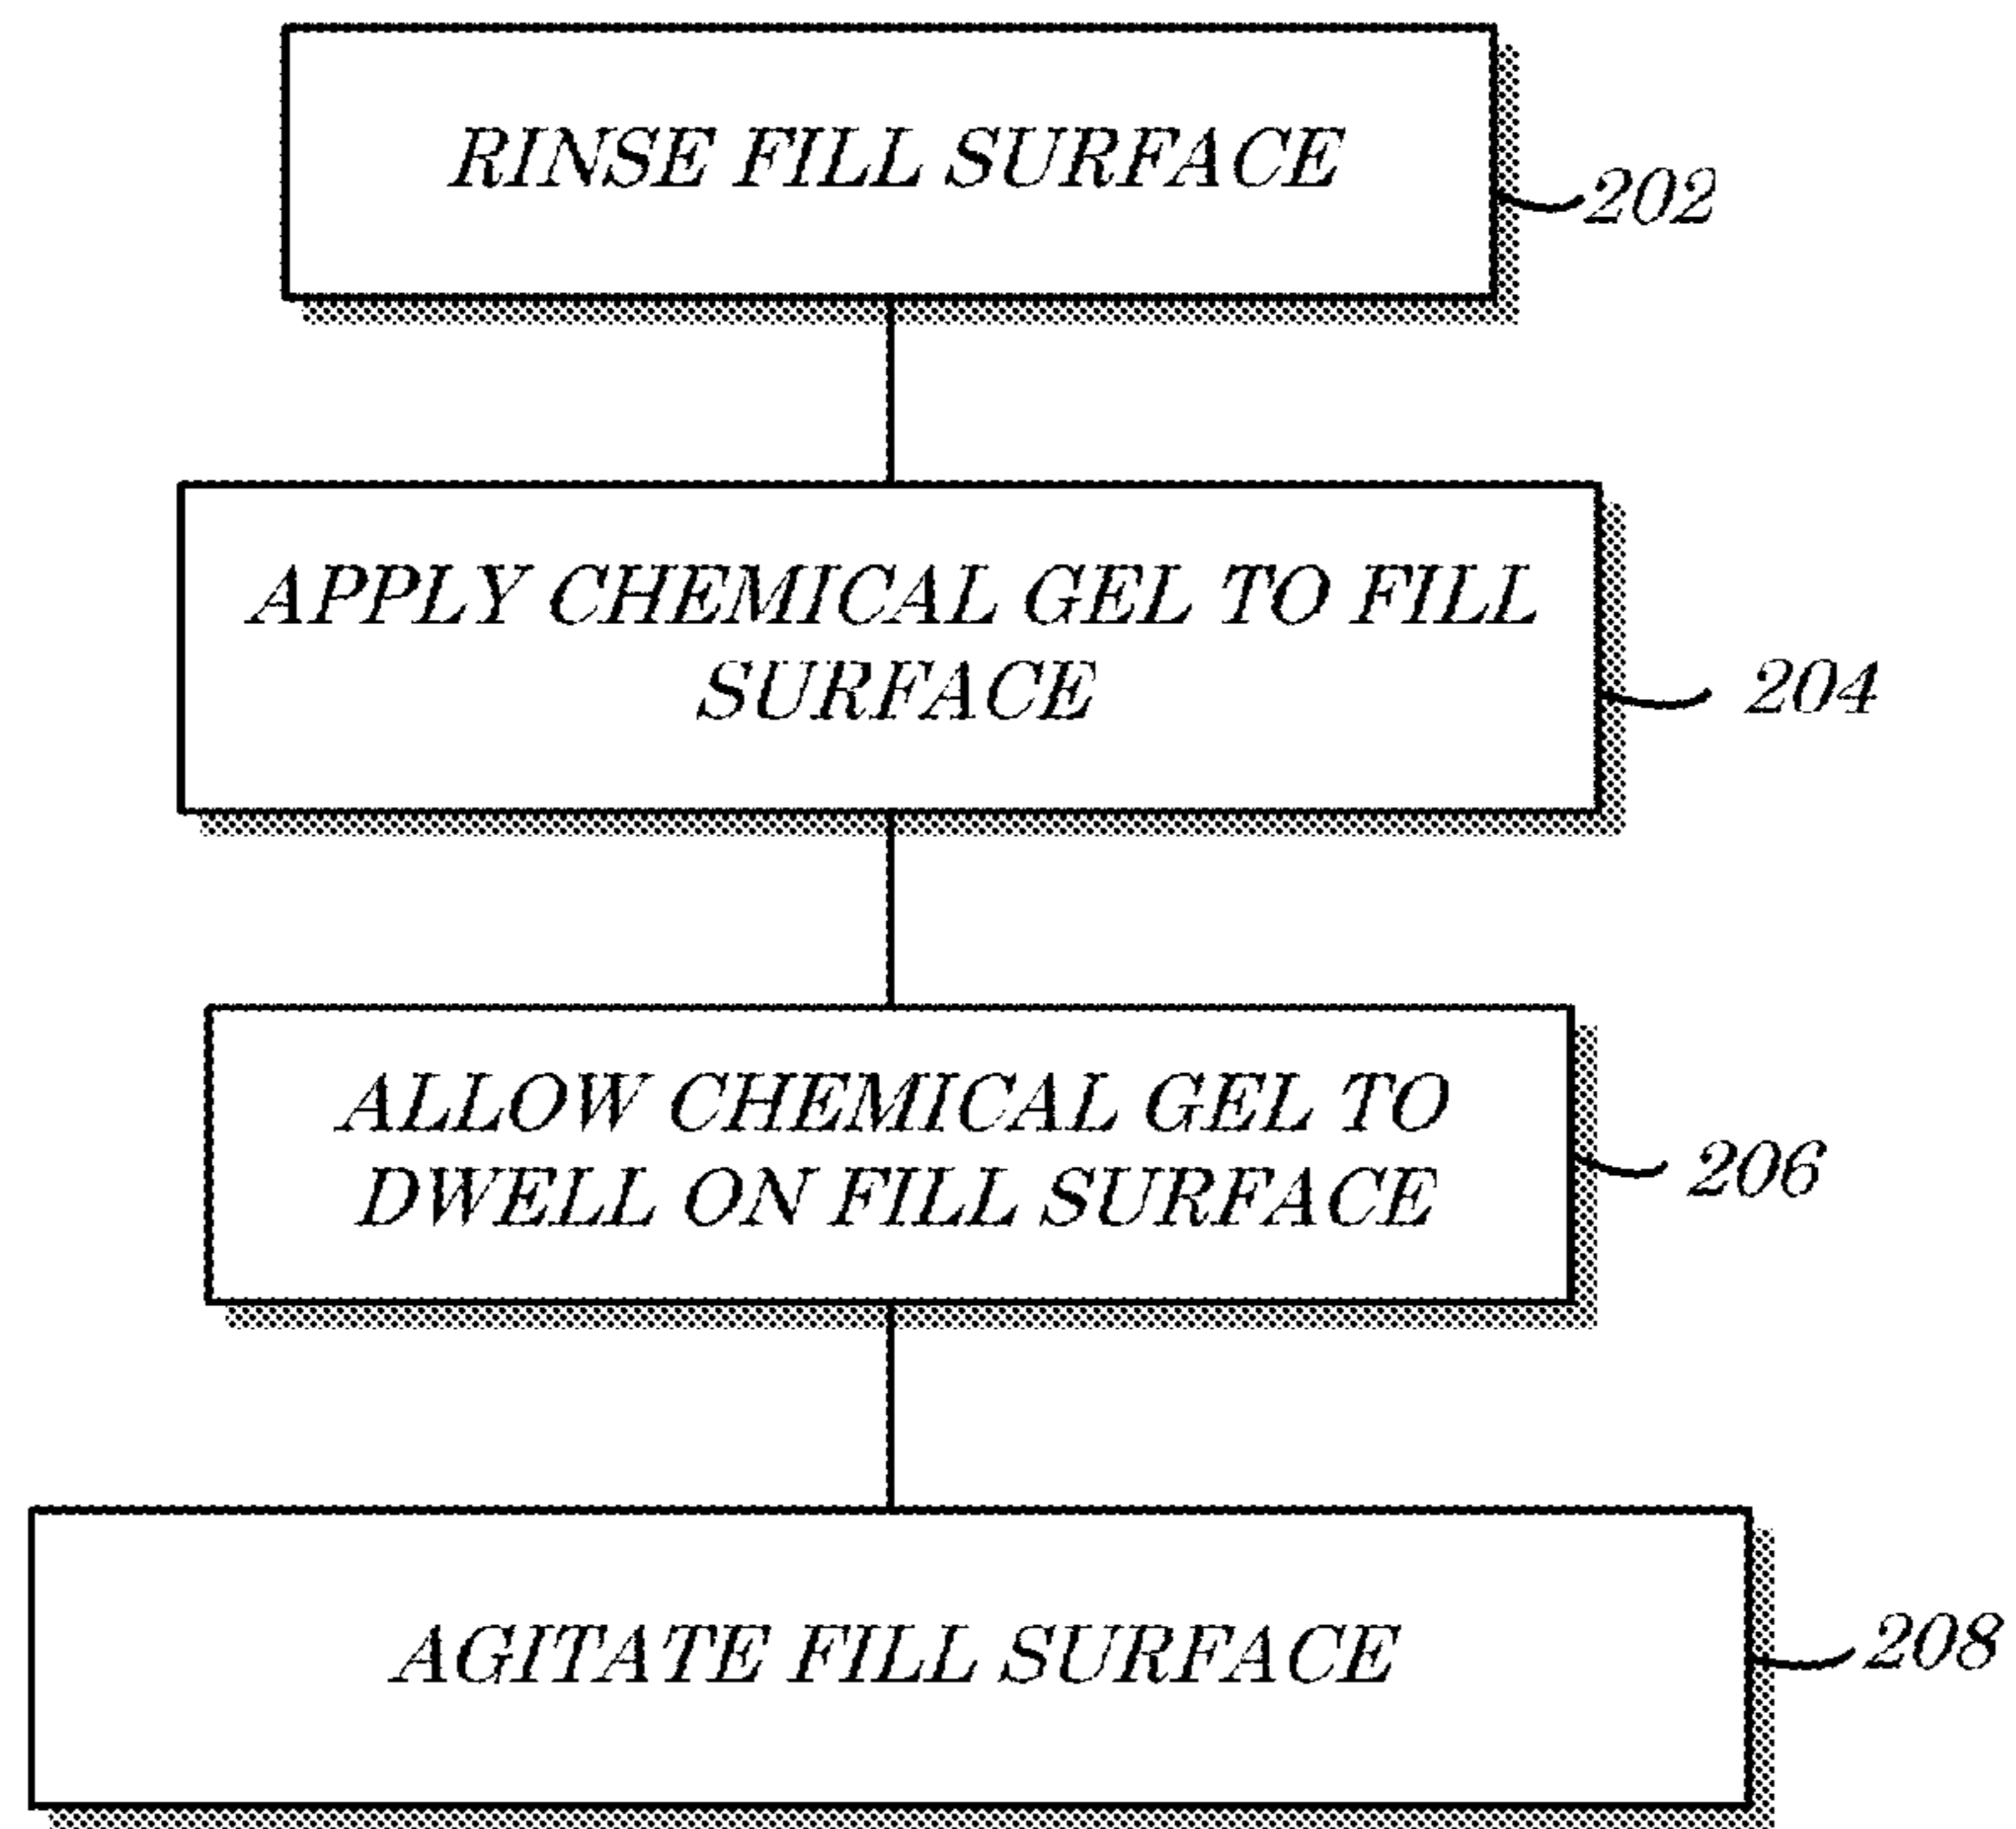 RINSE FILL SURFACE
202
APPLY CHEMICAL GEL TO FILL
SURFACE
204
ALLOW CHEMICAL GEL TO
DWELL ON FILL SURFACE
206
AGITATE FILL SURFACE
208